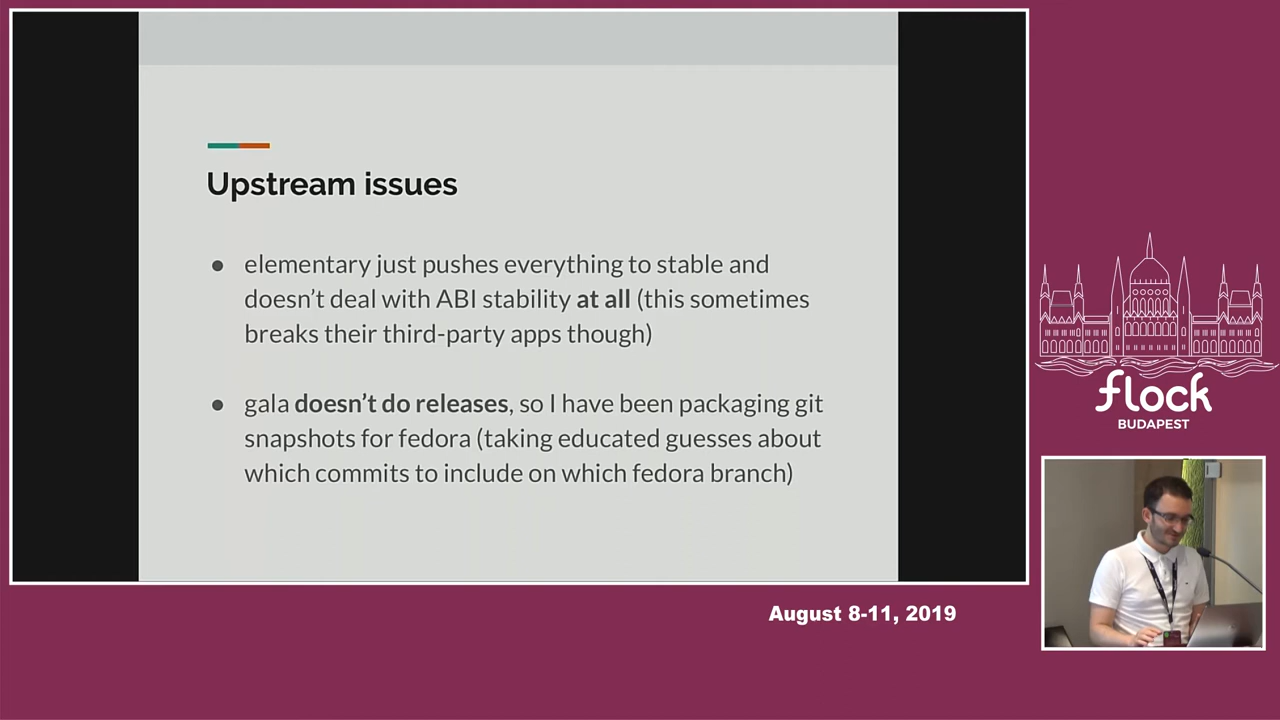 Upstream issues
● elementary just pushes everything to stable and
doesn't deal with ABI stability at all (this sometimes
breaks their third-party apps though)
● gala doesn't do releases, so I have been packaging git
snapshots for fedora (taking educated guesses about
which commits to include on which fedora branch)
flock
BUDAPEST
August 8-11, 2019